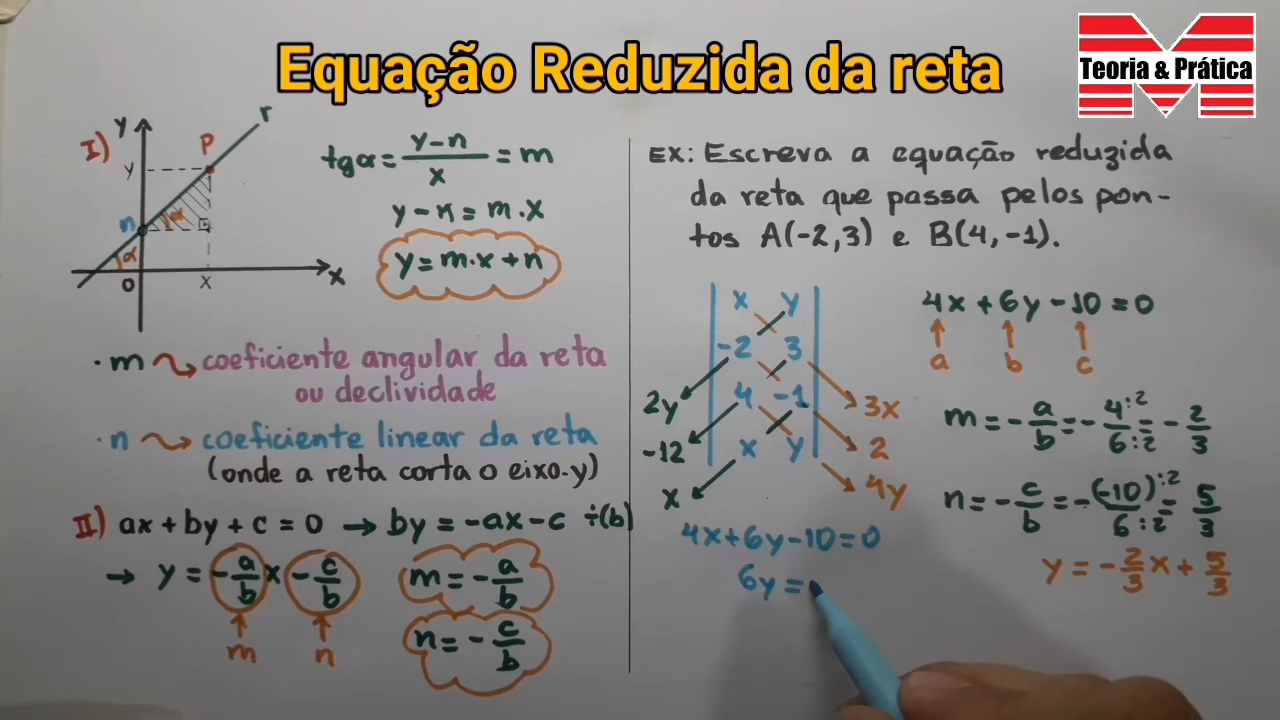 Equação Reduzida da reta
M
Teoria & Prática
I)
y
r
P
y
n
α
α
0
x
x
tgα = y-n/x = m
y-n = m.x
y = m.x + n
• m ⤳ coeficiente angular da reta
ou declividade
• n ⤳ coeficiente linear da reta
(onde a reta corta o eixo-y)
II) ax + by + c = 0 → by = -ax - c ÷(b)
→ y = -a/b x - c/b
m n
m = -a/b
n = -c/b
EX: Escreva a equação reduzida
da reta que passa pelos pon-
tos A(-2,3) e B(4,-1).
x y
-2 3
4 -1
x y
2y
-12
x
3x
2
4y
4x+6y-10=0
6y =
4x + 6y - 10 = 0
a b c
m = -a/b = -4:2/6:2 = -2/3
n = -c/b = -(-10):2/6:2 = 5/3
y = -2/3 x + 5/3